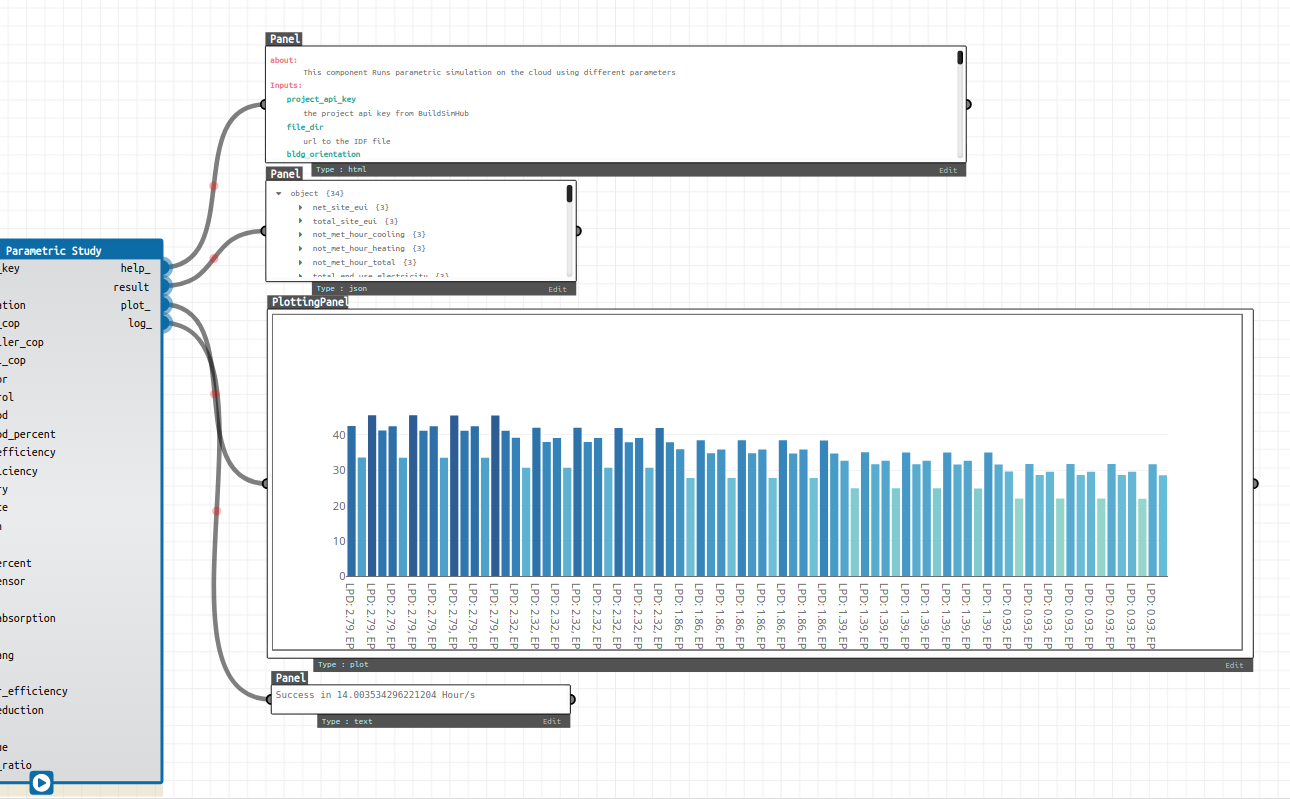 Panel
about:
This component Runs parametric simulation on the cloud using different parameters
Inputs:
project_api_key
the project api key from BuildSimHub
file_dir
url to the IDF file
bldg_orientation
Type : html
Edit
Panel
object {34}
net_site_eui {3}
total_site_eui {3}
not_met_hour_cooling {3}
not_met_hour_heating {3}
not_met_hour_total {3}
total_end_use_electricity {3}
Type : json
Edit
Parametric Study
_key
help_
result
ation
plot_
_cop
log_
ler_cop
_cop
or
rol
od
od_percent
efficiency
iciency
ry
te
n
ercent
ensor
absorption
ang
r_efficiency
eduction
ue
_ratio
PlottingPanel
40
30
20
10
0
LPD: 2.79, EP
LPD: 2.79, EP
LPD: 2.79, EP
LPD: 2.79, EP
LPD: 2.79, EP
LPD: 2.79, EP
LPD: 2.79, EP
LPD: 2.79, EP
LPD: 2.32, EP
LPD: 2.32, EP
LPD: 2.32, EP
LPD: 2.32, EP
LPD: 2.32, EP
LPD: 2.32, EP
LPD: 2.32, EP
LPD: 2.32, EP
LPD: 1.86, EP
LPD: 1.86, EP
LPD: 1.86, EP
LPD: 1.86, EP
LPD: 1.86, EP
LPD: 1.86, EP
LPD: 1.86, EP
LPD: 1.86, EP
LPD: 1.39, EP
LPD: 1.39, EP
LPD: 1.39, EP
LPD: 1.39, EP
LPD: 1.39, EP
LPD: 1.39, EP
LPD: 1.39, EP
LPD: 1.39, EP
LPD: 0.93, EP
LPD: 0.93, EP
LPD: 0.93, EP
LPD: 0.93, EP
LPD: 0.93, EP
LPD: 0.93, EP
LPD: 0.93, EP
LPD: 0.93, EP
Type : plot
Edit
Panel
Success in 14.003534296221204 Hour/s
Type : text
Edit